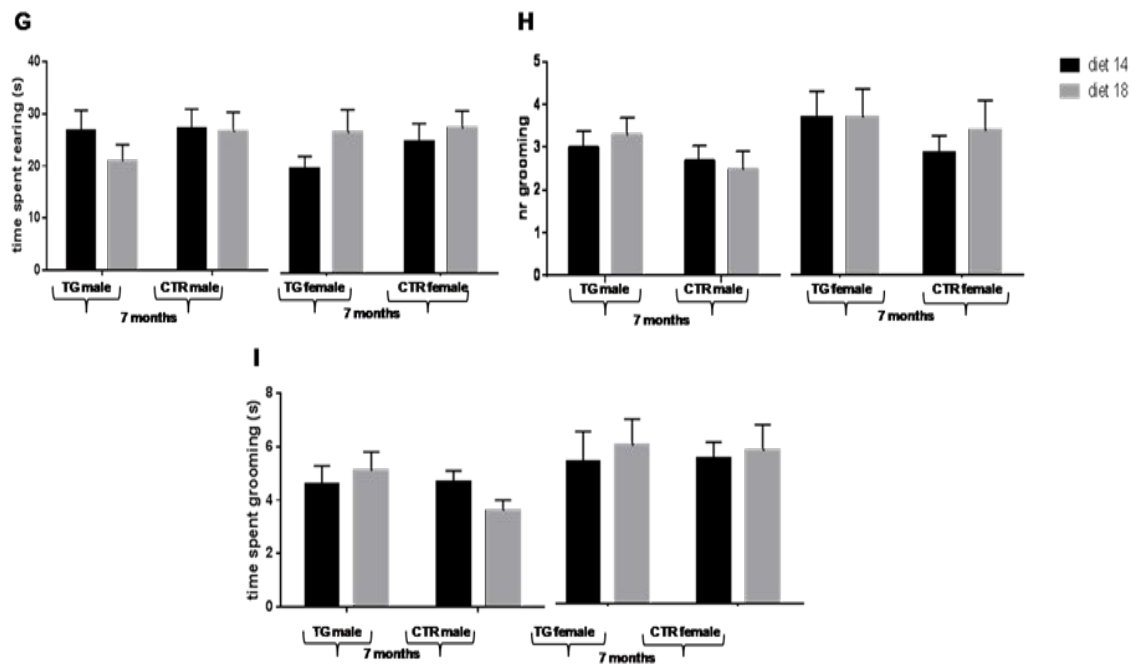 G
time spent rearing (s)
40
30
20
10
0
TG male CTR male TG female CTR female
7 months 7 months
H
nr grooming
5
4
3
2
1
0
TG male CTR male TG female CTR female
7 months 7 months
diet 14
diet 18
I
time spent grooming (s)
8
6
4
2
0
TG male CTR male TG female CTR female
7 months 7 months